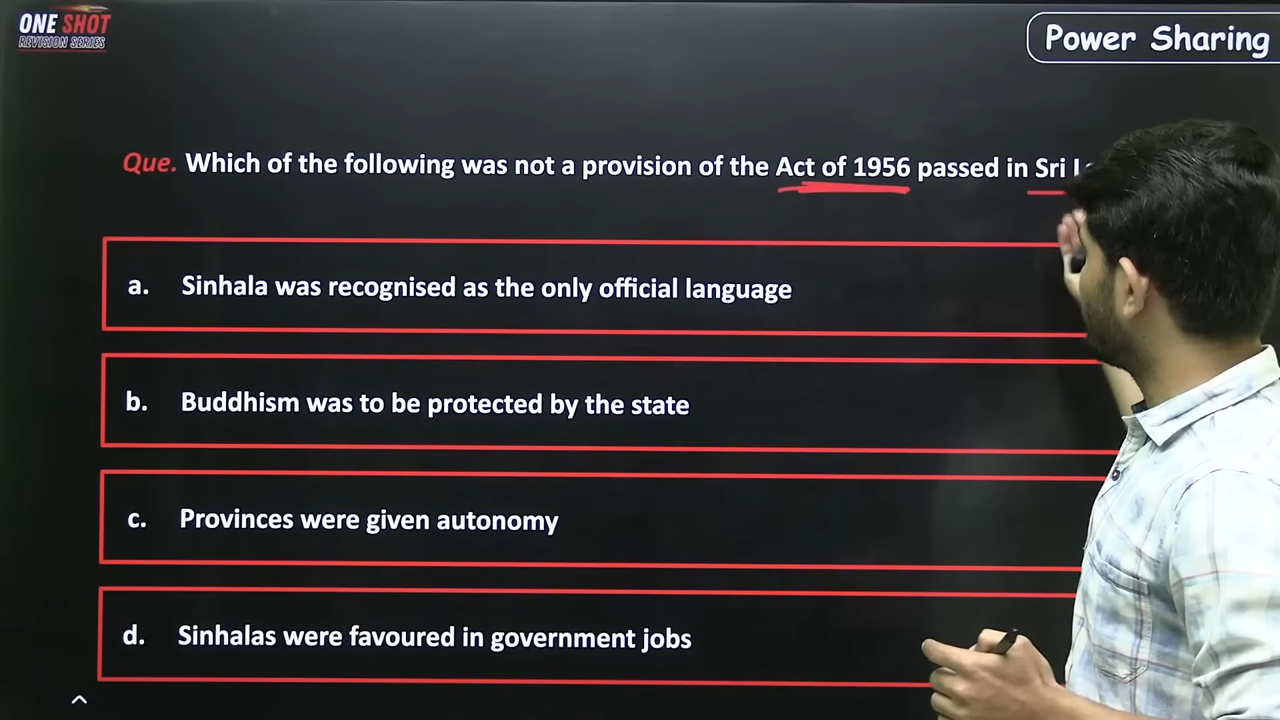 ONE SHOT
REVISION SERIES
Power Sharing
Que. Which of the following was not a provision of the Act of 1956 passed in Sri
a. Sinhala was recognised as the only official language
b. Buddhism was to be protected by the state
c. Provinces were given autonomy
d. Sinhalas were favoured in government jobs